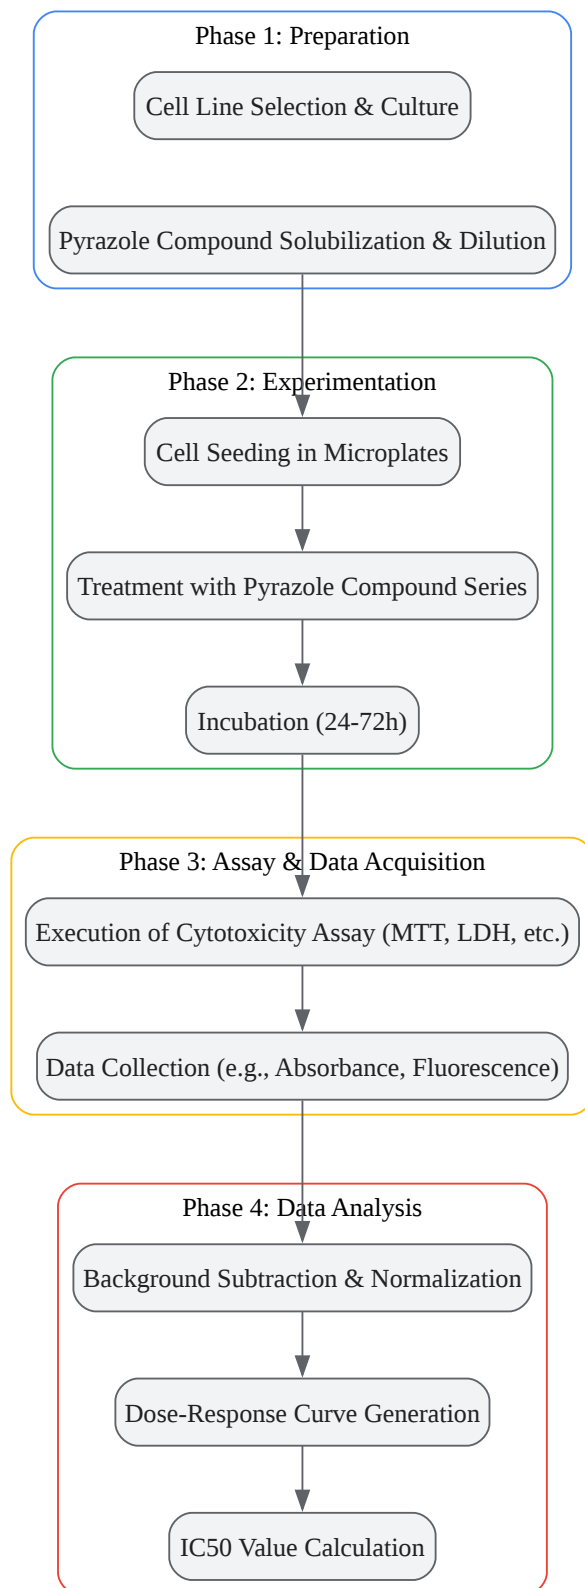 Phase 1: Preparation
Cell Line Selection & Culture
Pyrazole Compound Solubilization & Dilution
Phase 2: Experimentation
Cell Seeding in Microplates
Treatment with Pyrazole Compound Series
Incubation (24-72h)
Phase 3: Assay & Data Acquisition
Execution of Cytotoxicity Assay (MTT, LDH, etc.)
Data Collection (e.g., Absorbance, Fluorescence)
Phase 4: Data Analysis
Background Subtraction & Normalization
Dose-Response Curve Generation
IC50 Value Calculation